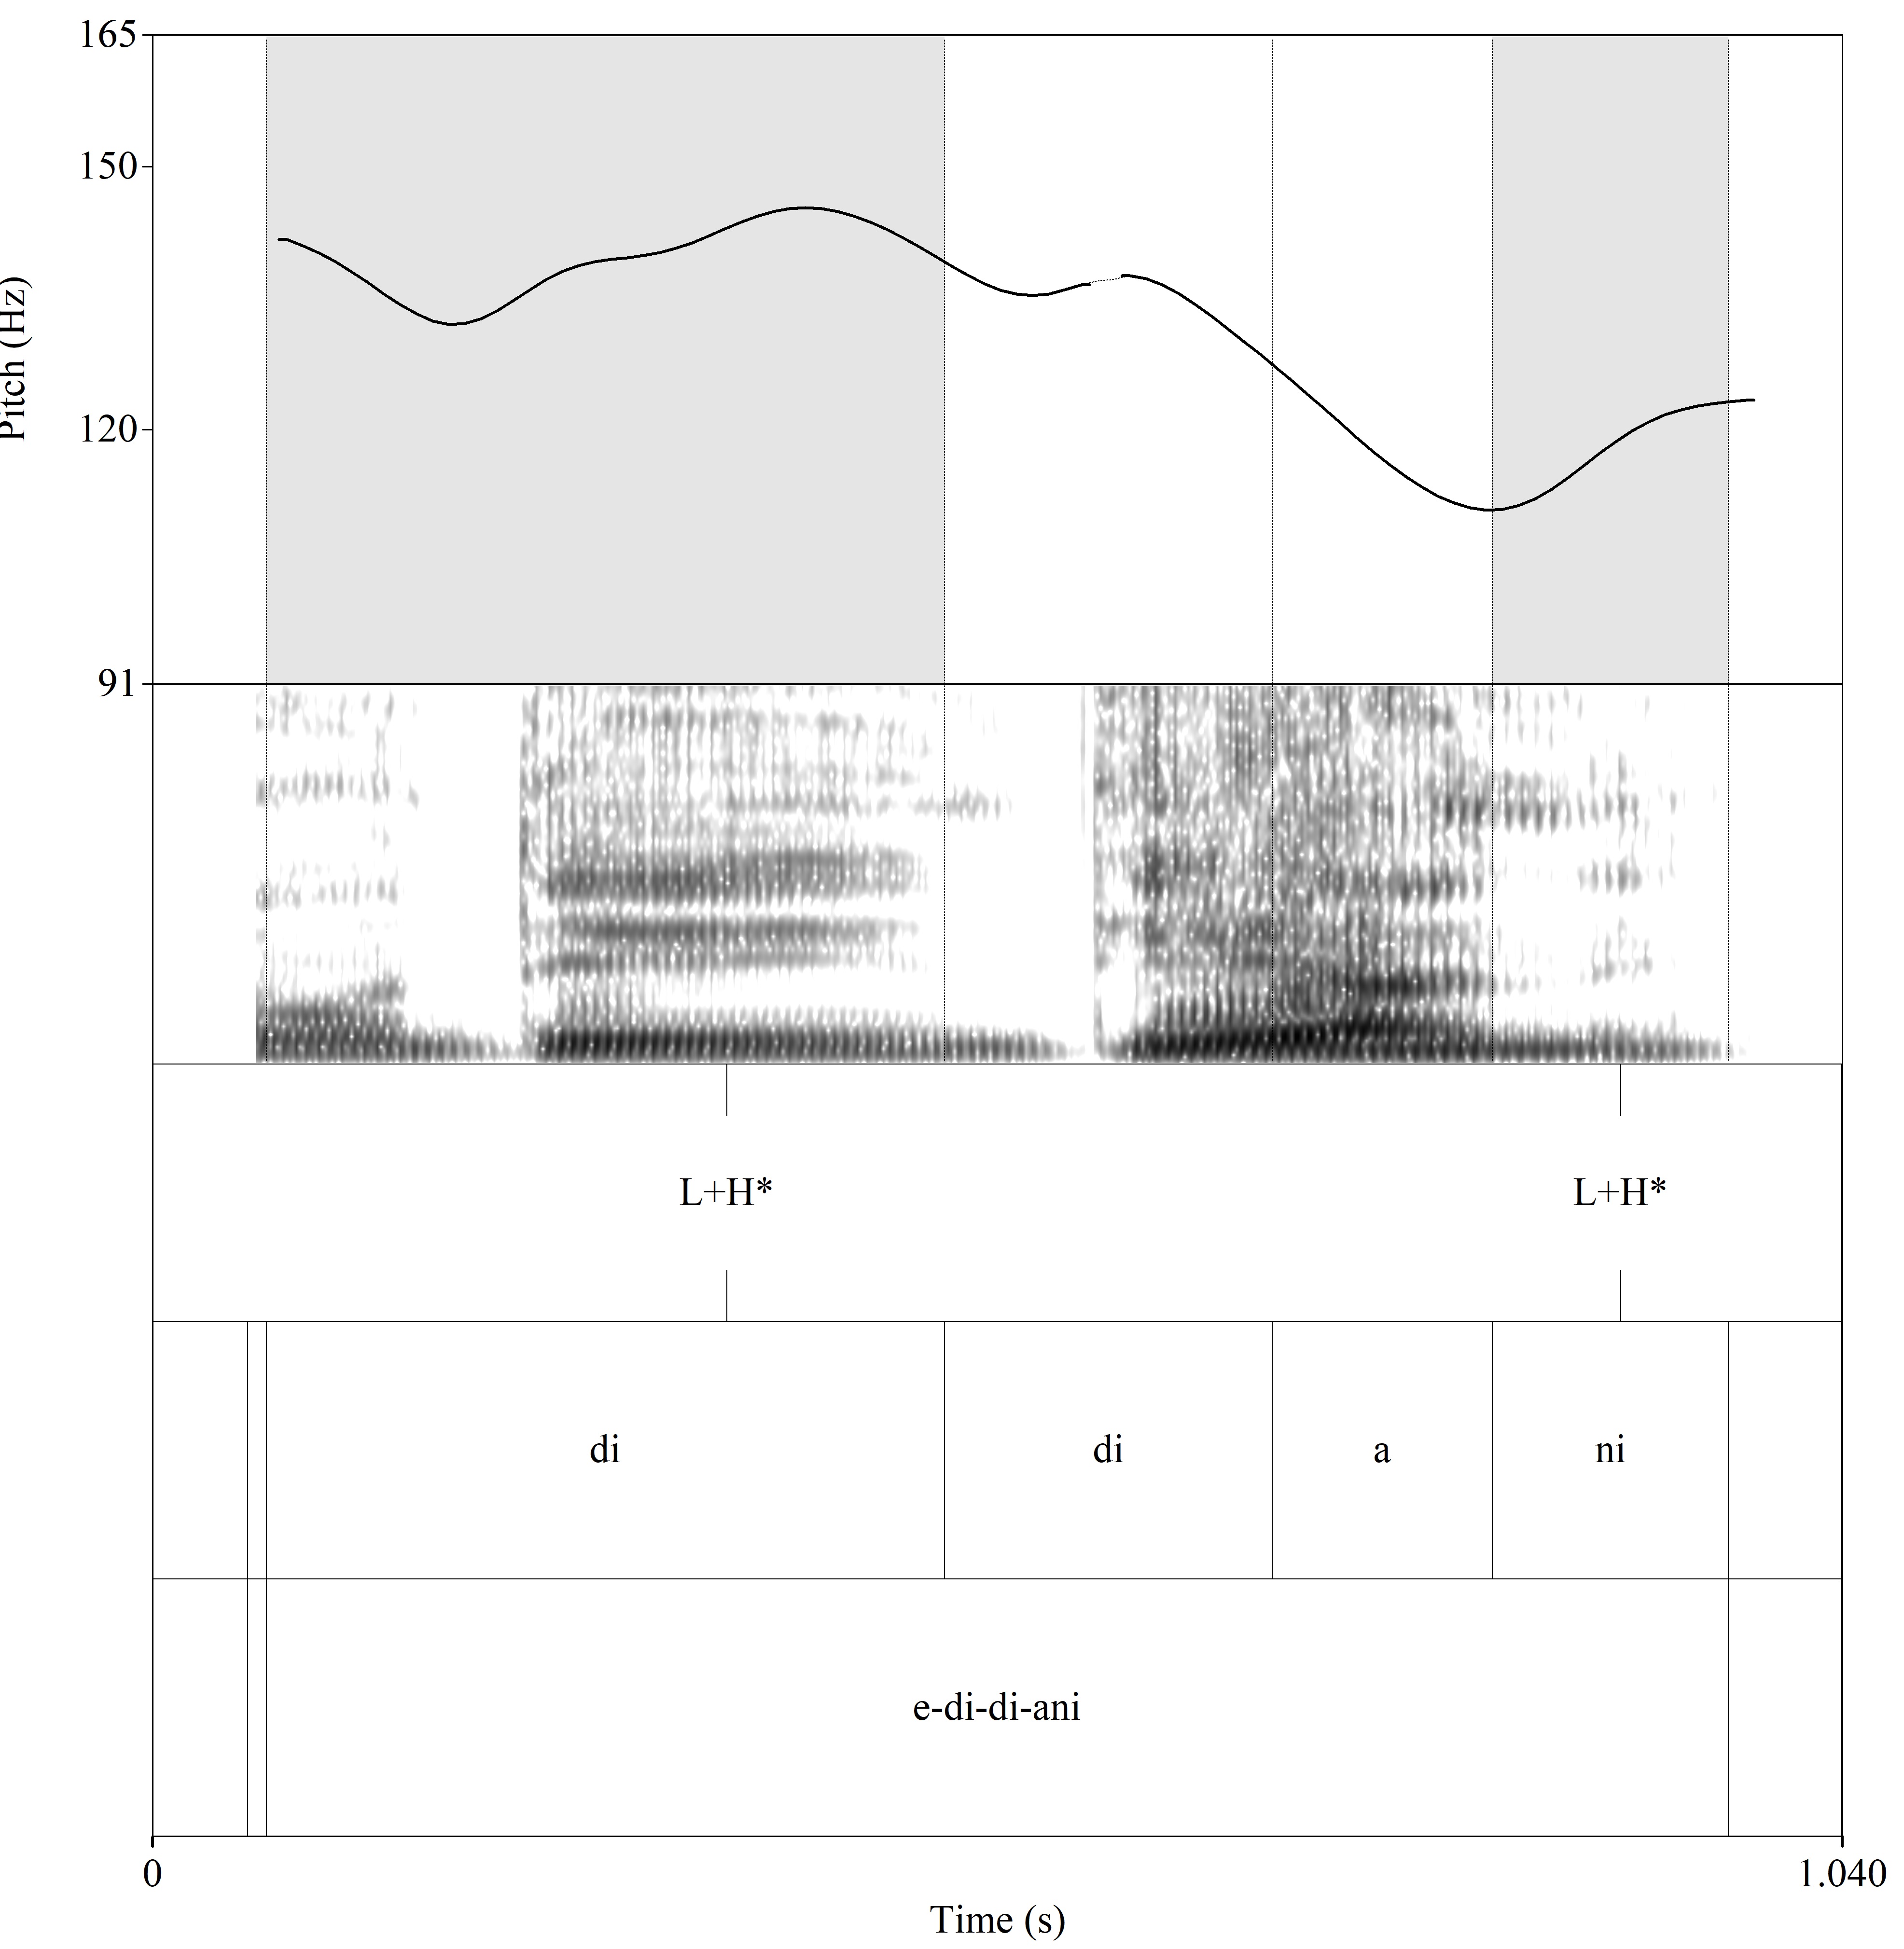 165
150
120
91
Pitch (Hz)
L+H* L+H*
di di a ni
e-di-di-ani
0 1.040
Time (s)